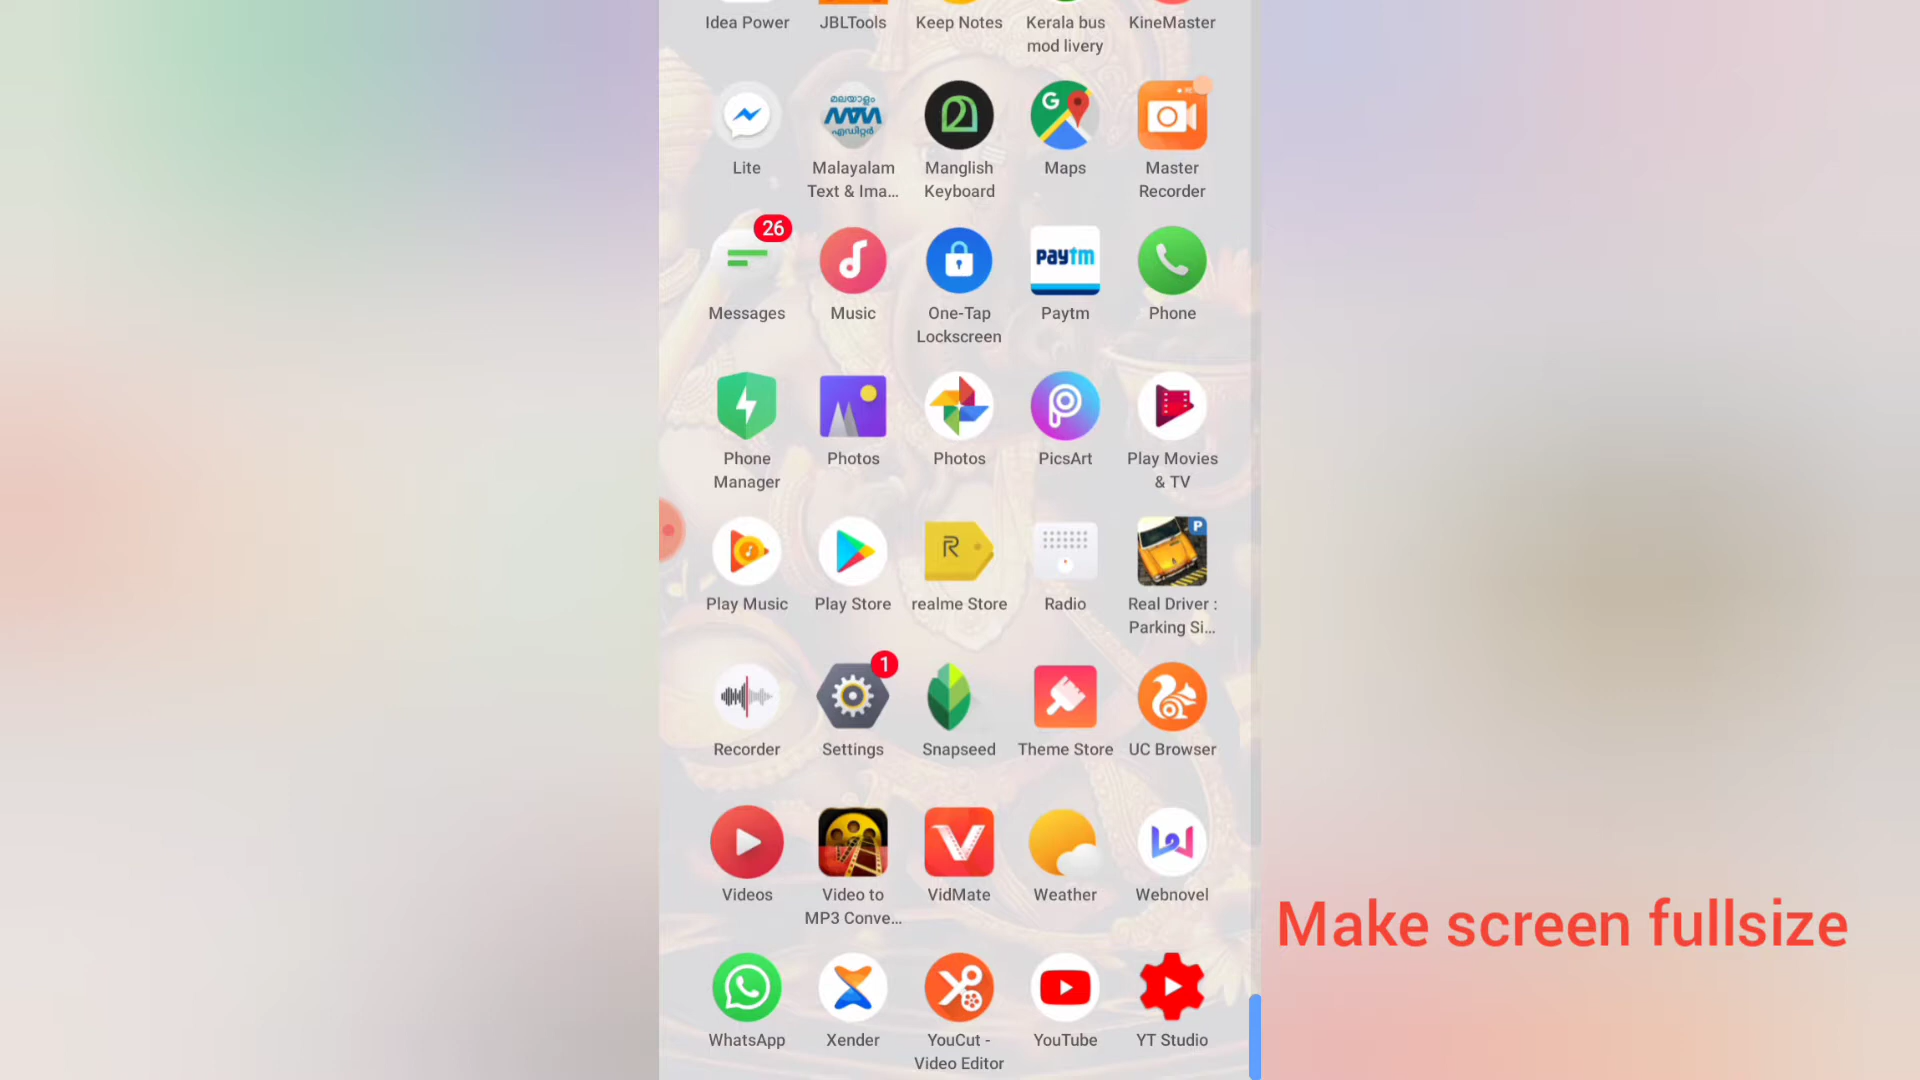 Idea Power JBLTools Keep Notes Kerala bus KineMaster
mod livery
മലയാളം
എഡിറ്റർ
G
Lite Malayalam Manglish Maps Master
Text & Ima... Keyboard Recorder
26
paytm
Messages Music One-Tap Paytm Phone
Lockscreen
Phone Photos Photos PicsArt Play Movies
Manager & TV
R
P
Play Music Play Store realme Store Radio Real Driver :
Parking Si...
1
Recorder Settings Snapseed Theme Store UC Browser
Videos Video to VidMate Weather Webnovel
MP3 Conve...
Make screen fullsize
WhatsApp Xender YouCut - YouTube YT Studio
Video Editor